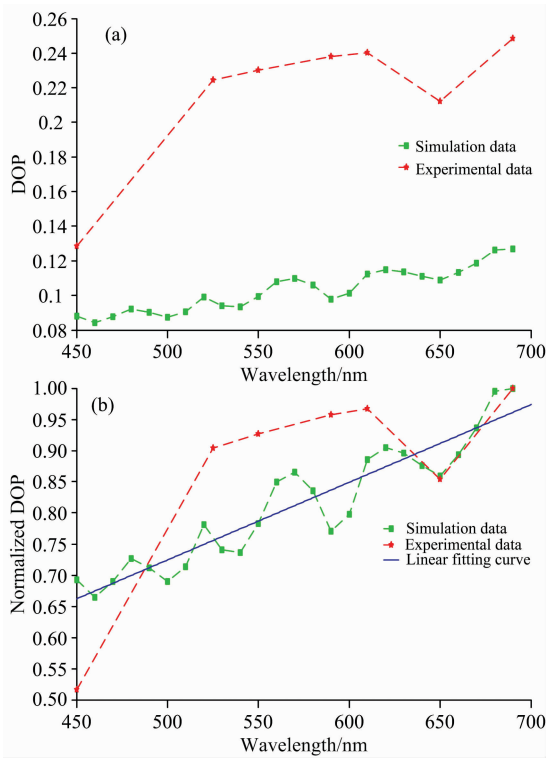 (a)
0.26
0.24
0.22
0.2
0.18
0.16
0.14
0.12
0.1
0.08
DOP
Simulation data
Experimental data
450 500 550 600 650 700
Wavelength/nm
(b)
1.00
0.95
0.90
0.85
0.80
0.75
0.70
0.65
0.60
0.55
0.50
Normalized DOP
Simulation data
Experimental data
Linear fitting curve
450 500 550 600 650 700
Wavelength/nm